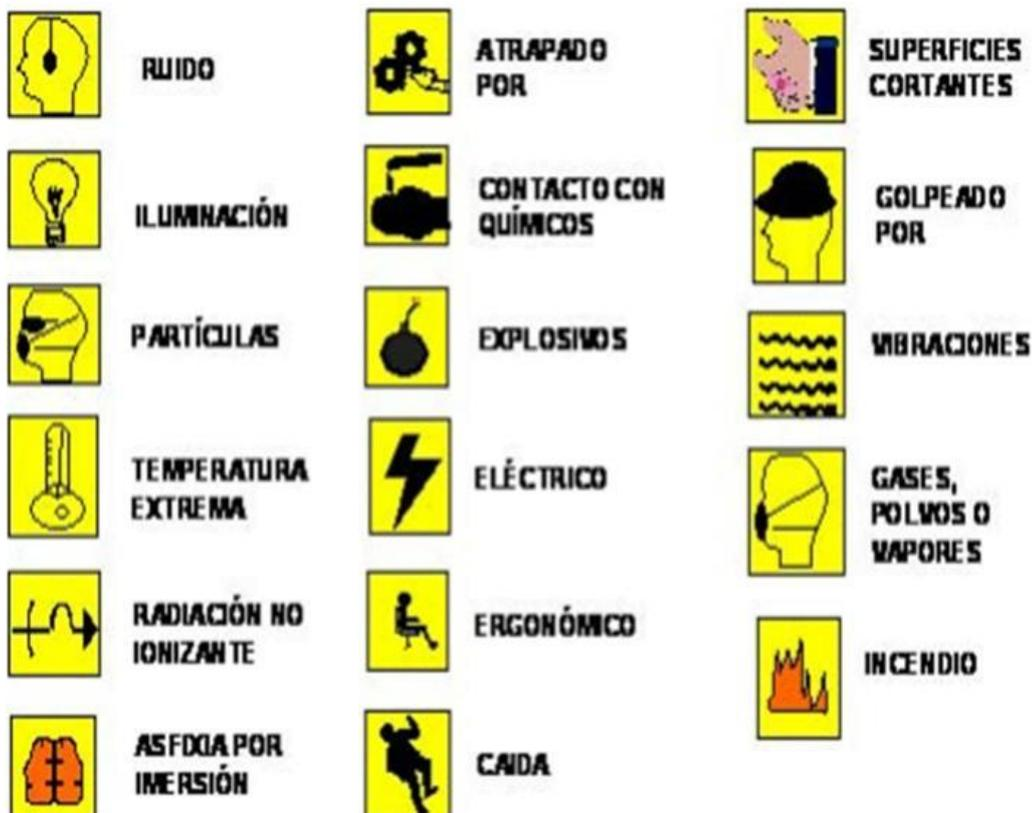 RUIDO
ILUMINACIÓN
PARTÍCULAS
TEMPERATURA
EXTREMA
RADIACIÓN NO
IONIZANTE
ASFIXIA POR
IMERSIÓN
ATRAPADO
POR
CONTACTO CON
QUÍMICOS
EXPLOSIVOS
ELÉCTRICO
ERGONÓMICO
CAIDA
SUPERFICIES
CORTANTES
GOLPEADO
POR
VIBRACIONES
GASES,
POLVOS O
VAPORES
INCENDIO